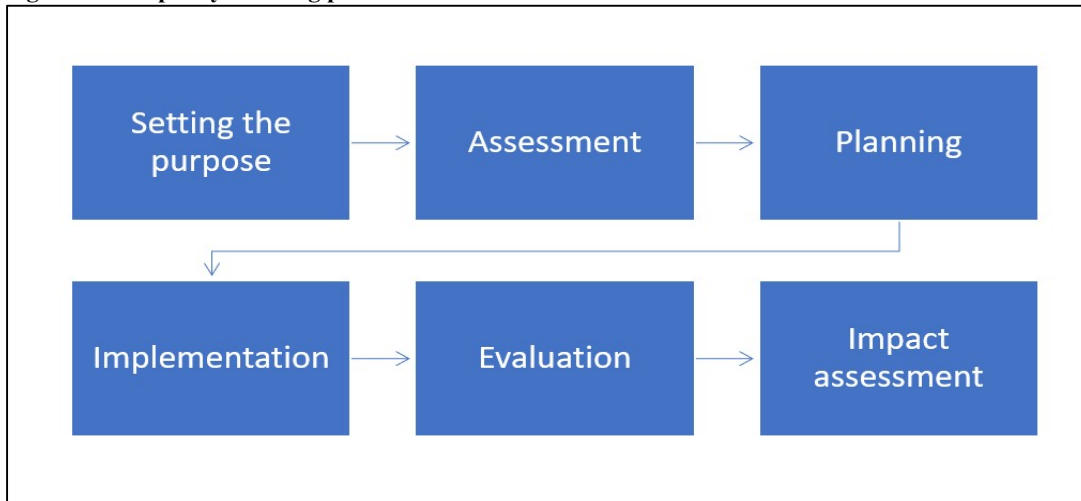 Setting the
purpose
Assessment
Planning
Implementation
Evaluation
Impact
assessment